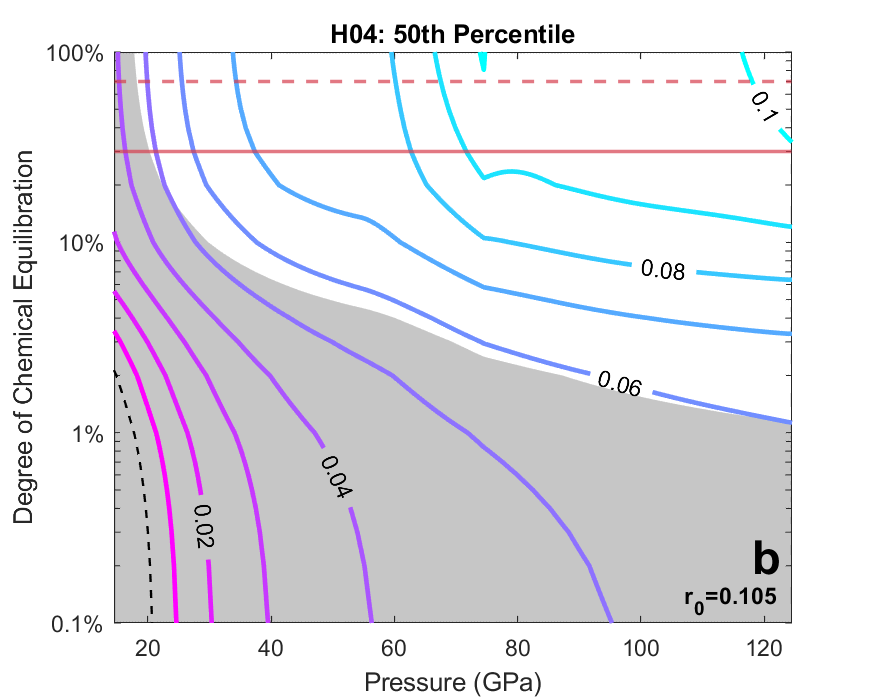 H04: 50th Percentile
100%
10%
1%
0.1%
Degree of Chemical Equilibration
0.1
0.08
0.06
0.04
0.02
b
r0=0.105
20 40 60 80 100 120
Pressure (GPa)